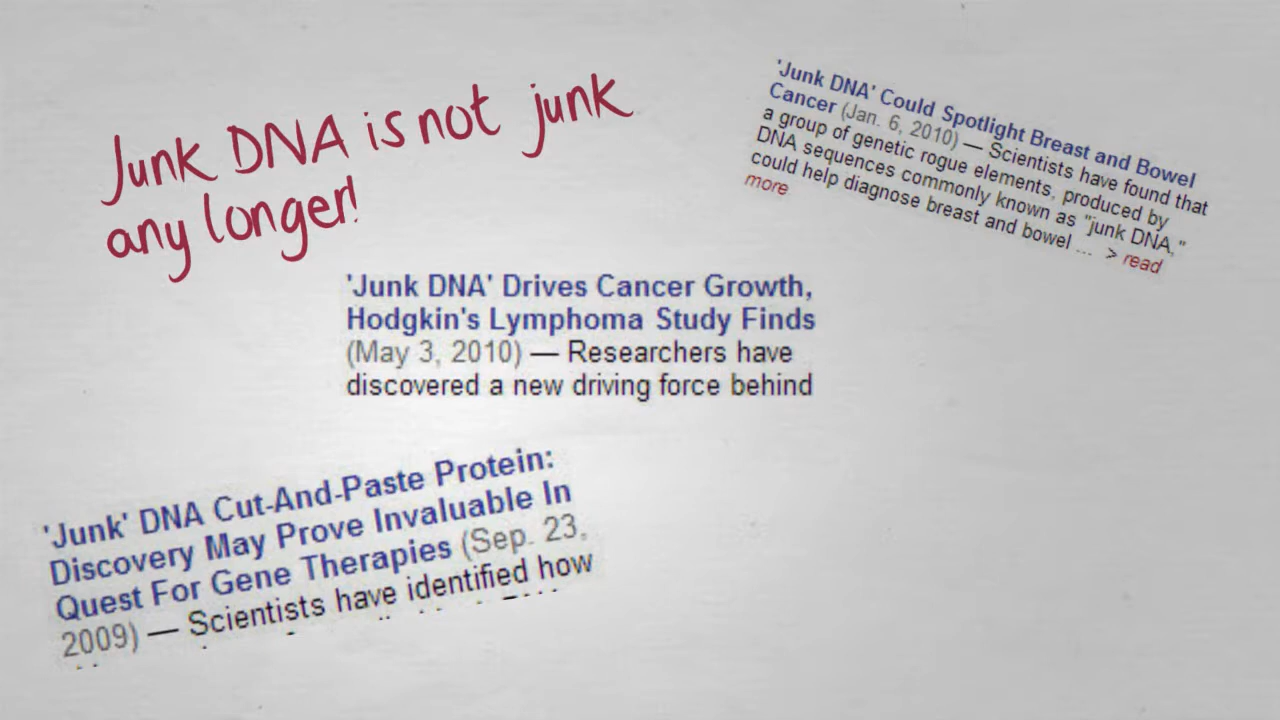 Junk DNA is not junk
any longer!
'Junk DNA' Could Spotlight Breast and Bowel
Cancer (Jan. 6, 2010) — Scientists have found that
a group of genetic rogue elements, produced by
DNA sequences commonly known as "junk DNA,"
could help diagnose breast and bowel ... > read
more
'Junk DNA' Drives Cancer Growth,
Hodgkin's Lymphoma Study Finds
(May 3, 2010) — Researchers have
discovered a new driving force behind
'Junk' DNA Cut-And-Paste Protein:
Discovery May Prove Invaluable In
Quest For Gene Therapies (Sep. 23,
2009) — Scientists have identified how